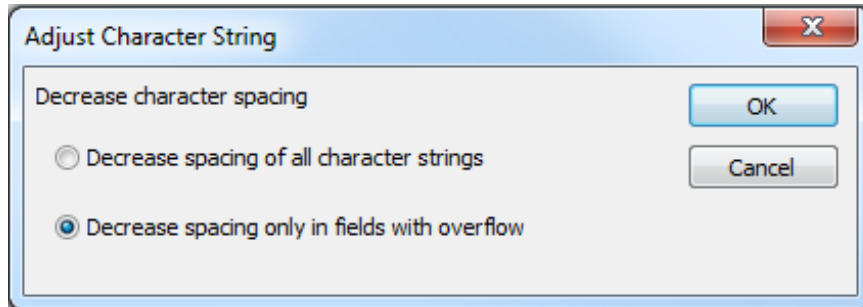 Adjust Character String
Decrease character spacing
OK
Decrease spacing of all character strings
Cancel
Decrease spacing only in fields with overflow